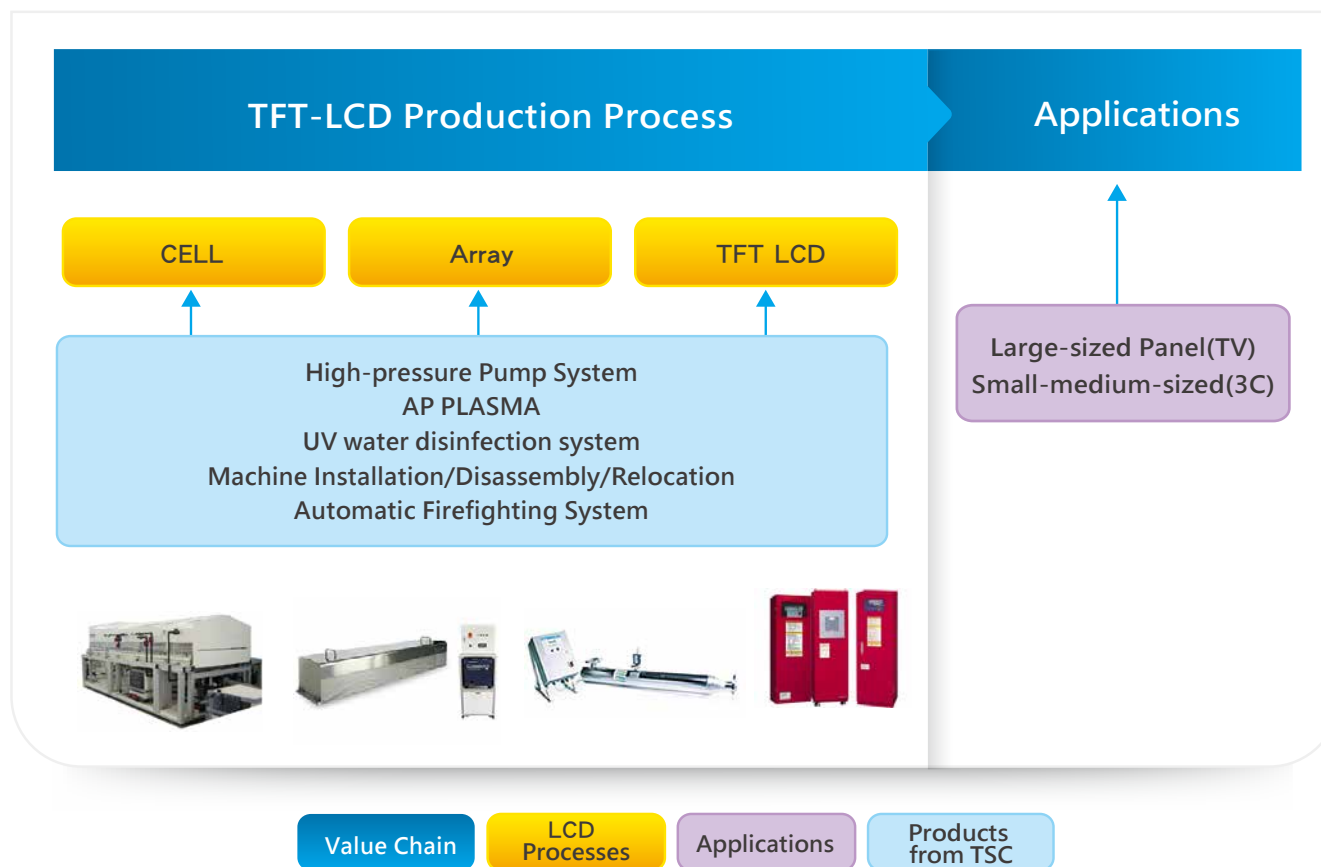 TFT-LCD Production Process
Applications
CELL
Array
TFT LCD
High-pressure Pump System
AP PLASMA
UV water disinfection system
Machine Installation/Disassembly/Relocation
Automatic Firefighting System
Large-sized Panel(TV)
Small-medium-sized(3C)
Value Chain
LCD
Processes
Applications
Products
from TSC